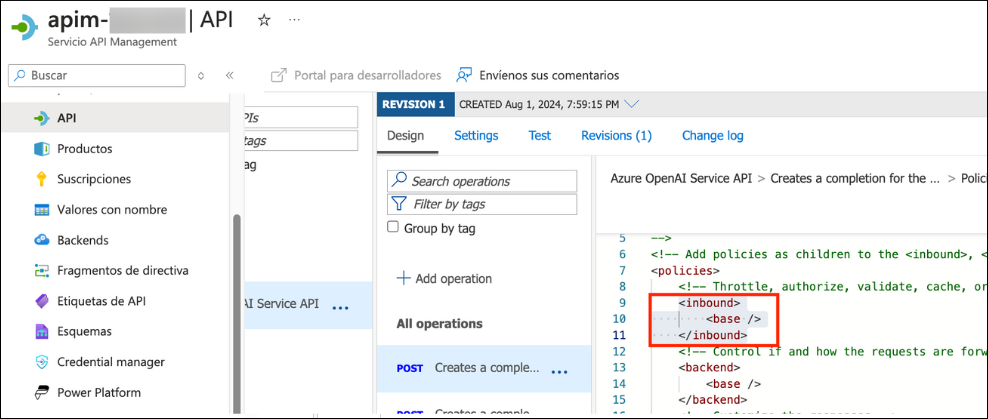 apim- | API
Servicio API Management
Buscar
Portal para desarrolladores
Envíenos sus comentarios
API
Productos
Suscripciones
Valores con nombre
Backends
Fragmentos de directiva
Etiquetas de API
Esquemas
Credential manager
Power Platform
PIs
tags
ag
AI Service API ...
REVISION 1 CREATED Aug 1, 2024, 7:59:15 PM
Design Settings Test Revisions (1) Change log
Search operations
Filter by tags
Group by tag
+ Add operation
All operations
POST Creates a comple... ...
POST Creates a comple...
Azure OpenAI Service API > Creates a completion for the ... > Polici
5 -->
6 <!-- Add policies as children to the <inbound>, <
7 <policies>
8 <!-- Throttle, authorize, validate, cache, or
9 <inbound>
10 <base />
11 </inbound>
12 <!-- Control if and how the requests are forw
13 <backend>
14 <base />
15 </backend>
16 <!-- Customize the responses -->